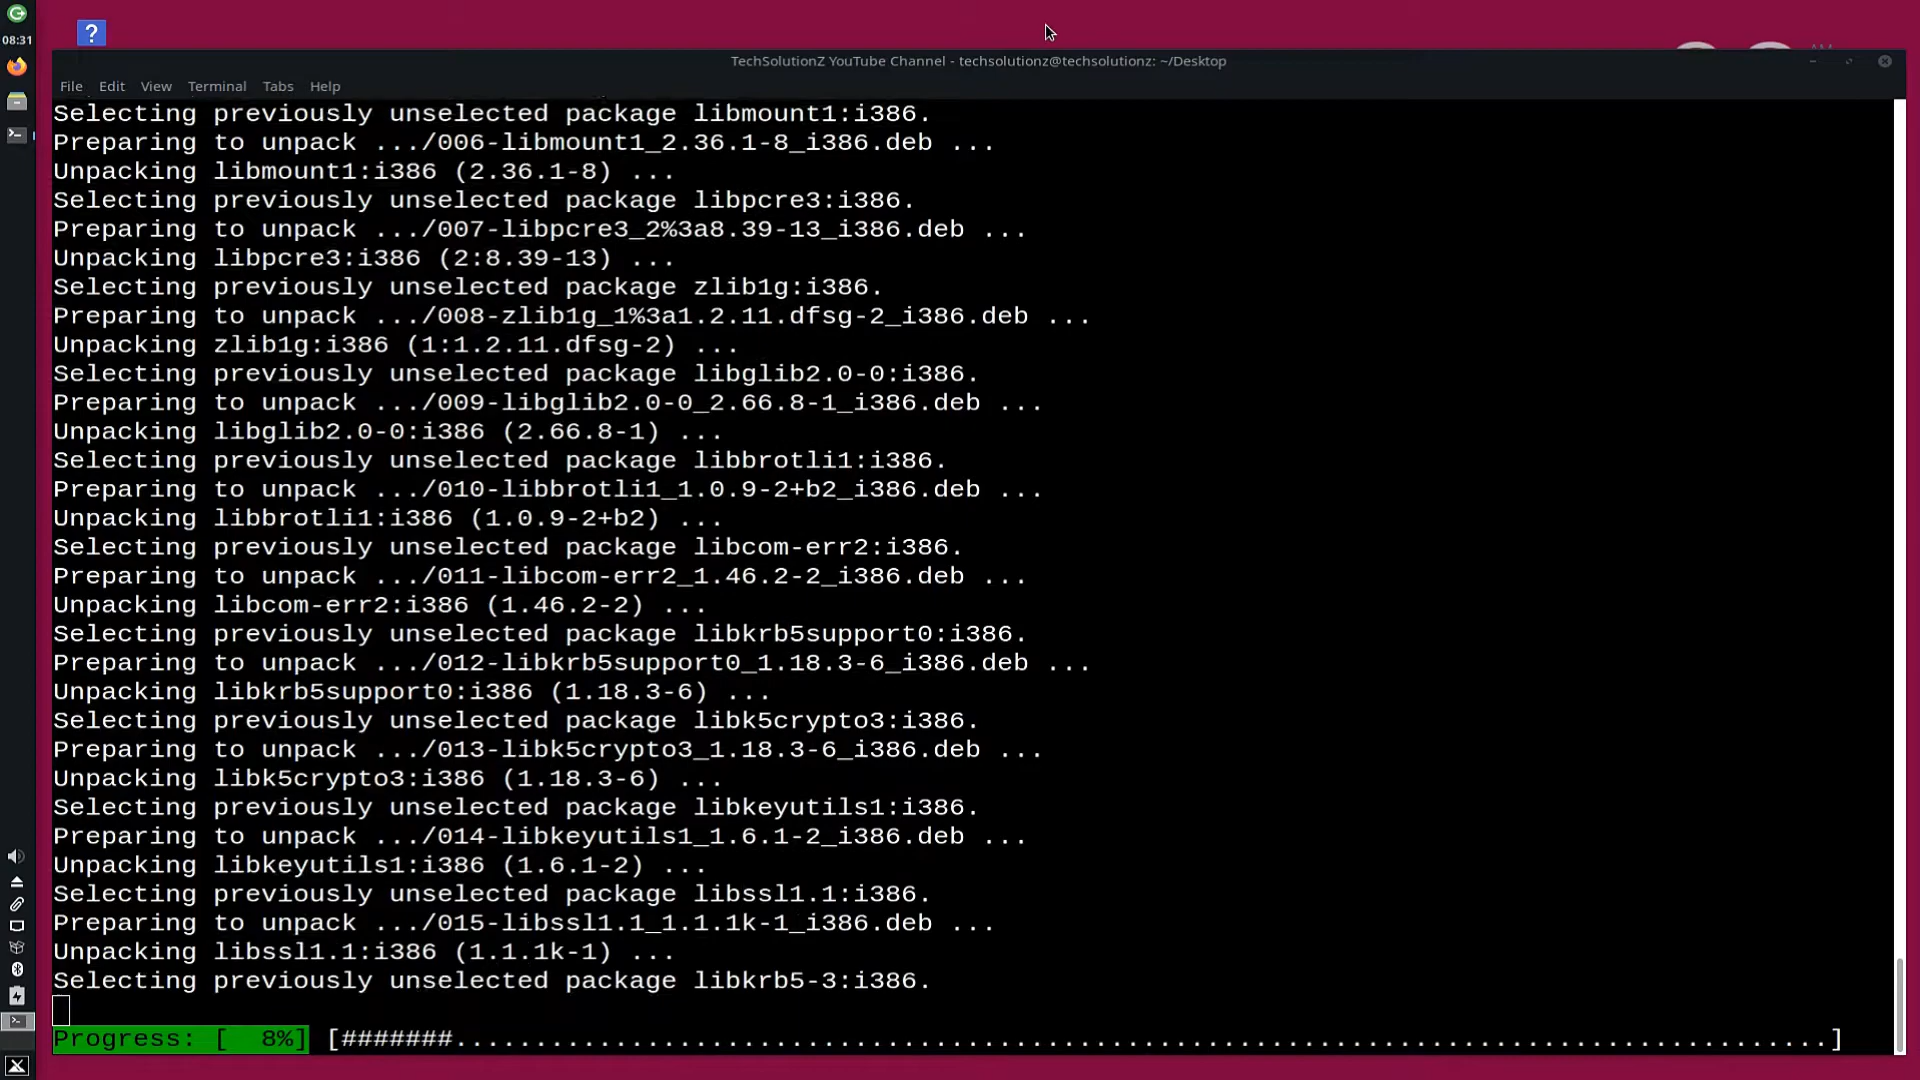 08:31
?
TechSolutionZ YouTube Channel - techsolutionz@techsolutionz: ~/Desktop
File Edit View Terminal Tabs Help
Selecting previously unselected package libmount1:i386.
Preparing to unpack .../006-libmount1_2.36.1-8_i386.deb ...
Unpacking libmount1:i386 (2.36.1-8) ...
Selecting previously unselected package libpcre3:i386.
Preparing to unpack .../007-libpcre3_2%3a8.39-13_i386.deb ...
Unpacking libpcre3:i386 (2:8.39-13) ...
Selecting previously unselected package zlib1g:i386.
Preparing to unpack .../008-zlib1g_1%3a1.2.11.dfsg-2_i386.deb ...
Unpacking zlib1g:i386 (1:1.2.11.dfsg-2) ...
Selecting previously unselected package libglib2.0-0:i386.
Preparing to unpack .../009-libglib2.0-0_2.66.8-1_i386.deb ...
Unpacking libglib2.0-0:i386 (2.66.8-1) ...
Selecting previously unselected package libbrotli1:i386.
Preparing to unpack .../010-libbrotli1_1.0.9-2+b2_i386.deb ...
Unpacking libbrotli1:i386 (1.0.9-2+b2) ...
Selecting previously unselected package libcom-err2:i386.
Preparing to unpack .../011-libcom-err2_1.46.2-2_i386.deb ...
Unpacking libcom-err2:i386 (1.46.2-2) ...
Selecting previously unselected package libkrb5support0:i386.
Preparing to unpack .../012-libkrb5support0_1.18.3-6_i386.deb ...
Unpacking libkrb5support0:i386 (1.18.3-6) ...
Selecting previously unselected package libk5crypto3:i386.
Preparing to unpack .../013-libk5crypto3_1.18.3-6_i386.deb ...
Unpacking libk5crypto3:i386 (1.18.3-6) ...
Selecting previously unselected package libkeyutils1:i386.
Preparing to unpack .../014-libkeyutils1_1.6.1-2_i386.deb ...
Unpacking libkeyutils1:i386 (1.6.1-2) ...
Selecting previously unselected package libssl1.1:i386.
Preparing to unpack .../015-libssl1.1_1.1.1k-1_i386.deb ...
Unpacking libssl1.1:i386 (1.1.1k-1) ...
Selecting previously unselected package libkrb5-3:i386.
Progress: [  8%] [#######......................................................................................]